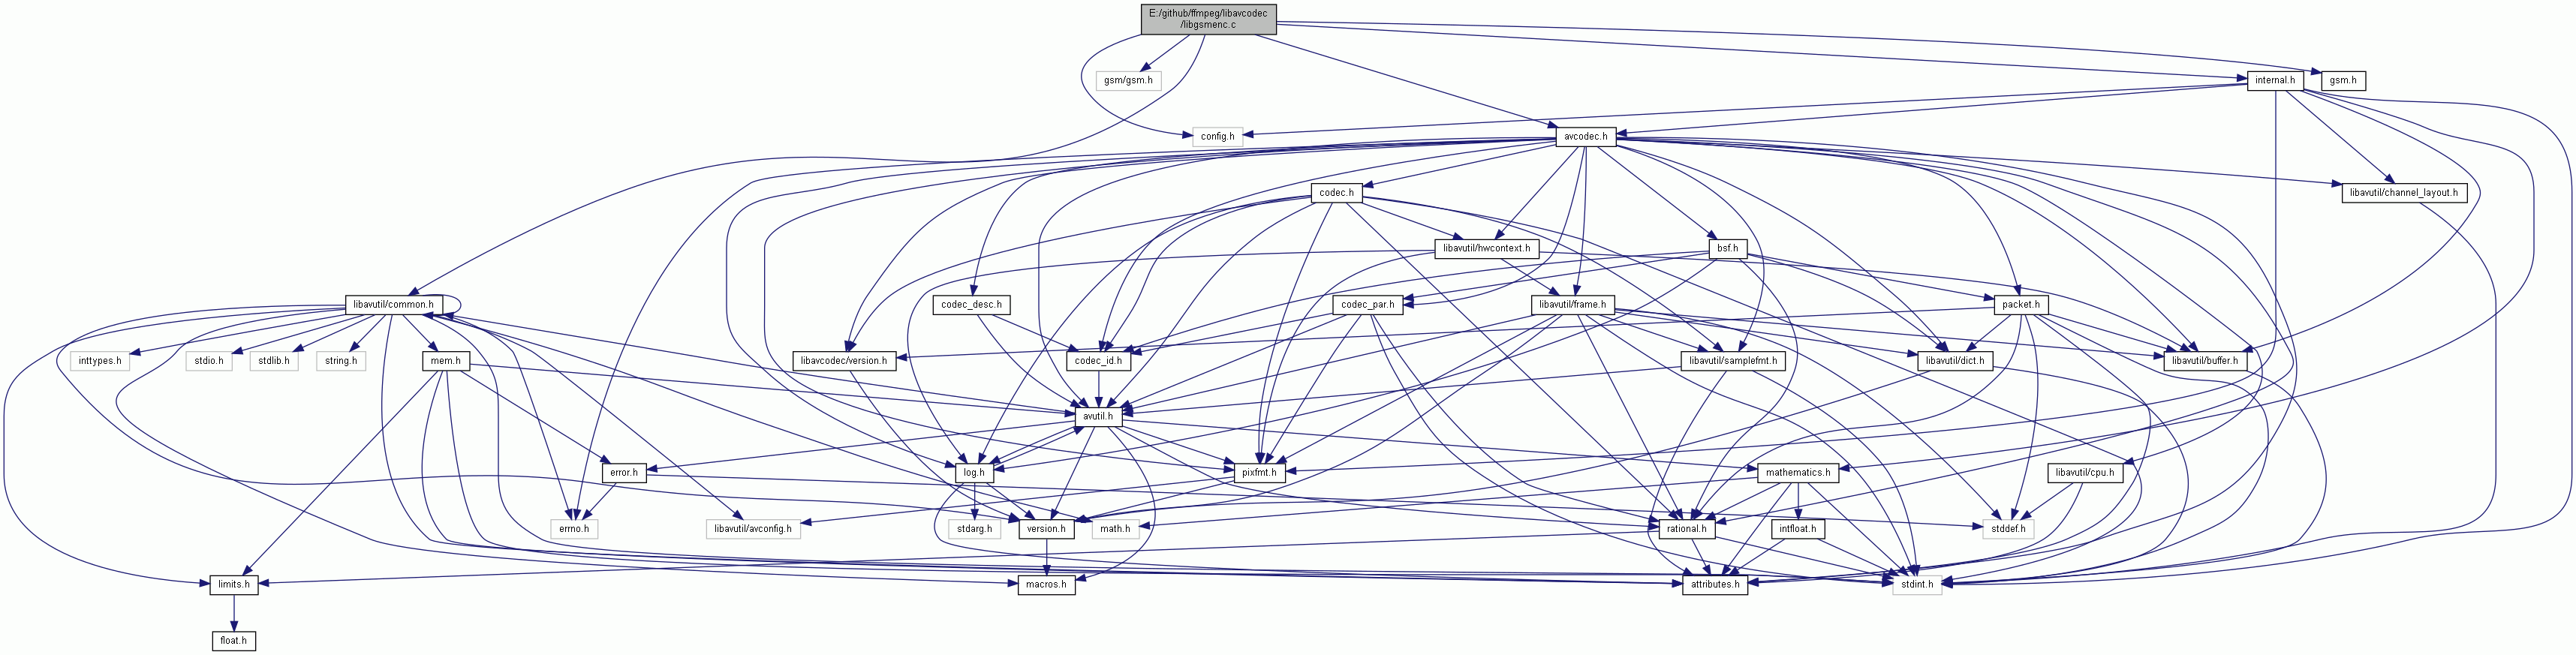 E:/github/ffmpeg/libavcodec
/libgsmenc.c
gsm/gsm.h
internal.h
gsm.h
config.h
avcodec.h
codec.h
libavutil/channel_layout.h
libavutil/hwcontext.h
bsf.h
libavutil/common.h
codec_desc.h
codec_par.h
libavutil/frame.h
packet.h
inttypes.h
stdio.h
stdlib.h
string.h
mem.h
libavcodec/version.h
codec_id.h
libavutil/samplefmt.h
libavutil/dict.h
libavutil/buffer.h
avutil.h
error.h
log.h
pixfmt.h
mathematics.h
libavutil/cpu.h
errno.h
libavutil/avconfig.h
stdarg.h
version.h
math.h
rational.h
intfloat.h
stddef.h
limits.h
macros.h
attributes.h
stdint.h
float.h